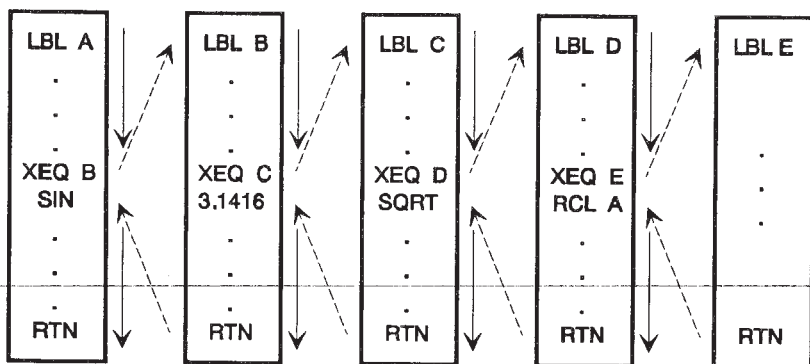 LBL A
XEQ B
SIN
RTN
LBL B
XEQ C
3.1416
RTN
LBL C
XEQ D
SQRT
RTN
LBL D
XEQ E
RCL A
RTN
LBL E
RTN